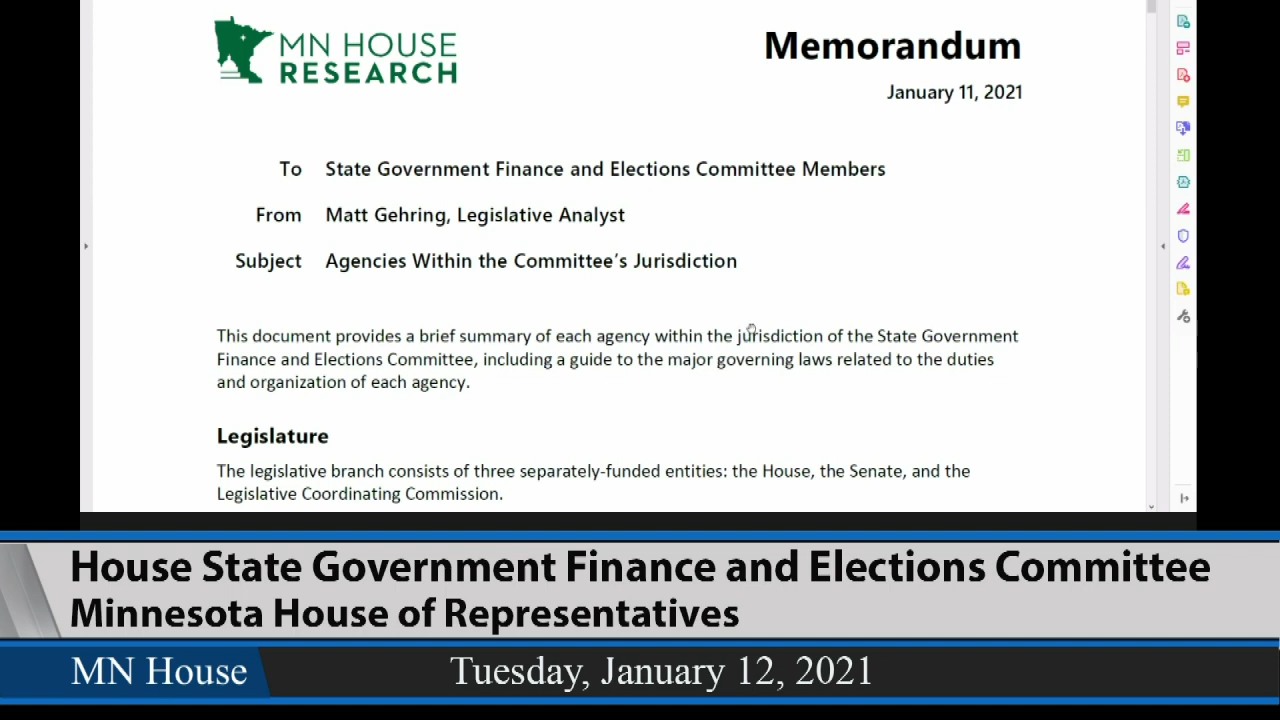 MN HOUSE
RESEARCH
Memorandum
January 11, 2021
To State Government Finance and Elections Committee Members
From Matt Gehring, Legislative Analyst
Subject Agencies Within the Committee's Jurisdiction
This document provides a brief summary of each agency within the jurisdiction of the State Government
Finance and Elections Committee, including a guide to the major governing laws related to the duties
and organization of each agency.
Legislature
The legislative branch consists of three separately-funded entities: the House, the Senate, and the
Legislative Coordinating Commission.
House State Government Finance and Elections Committee
Minnesota House of Representatives
MN House Tuesday, January 12, 2021